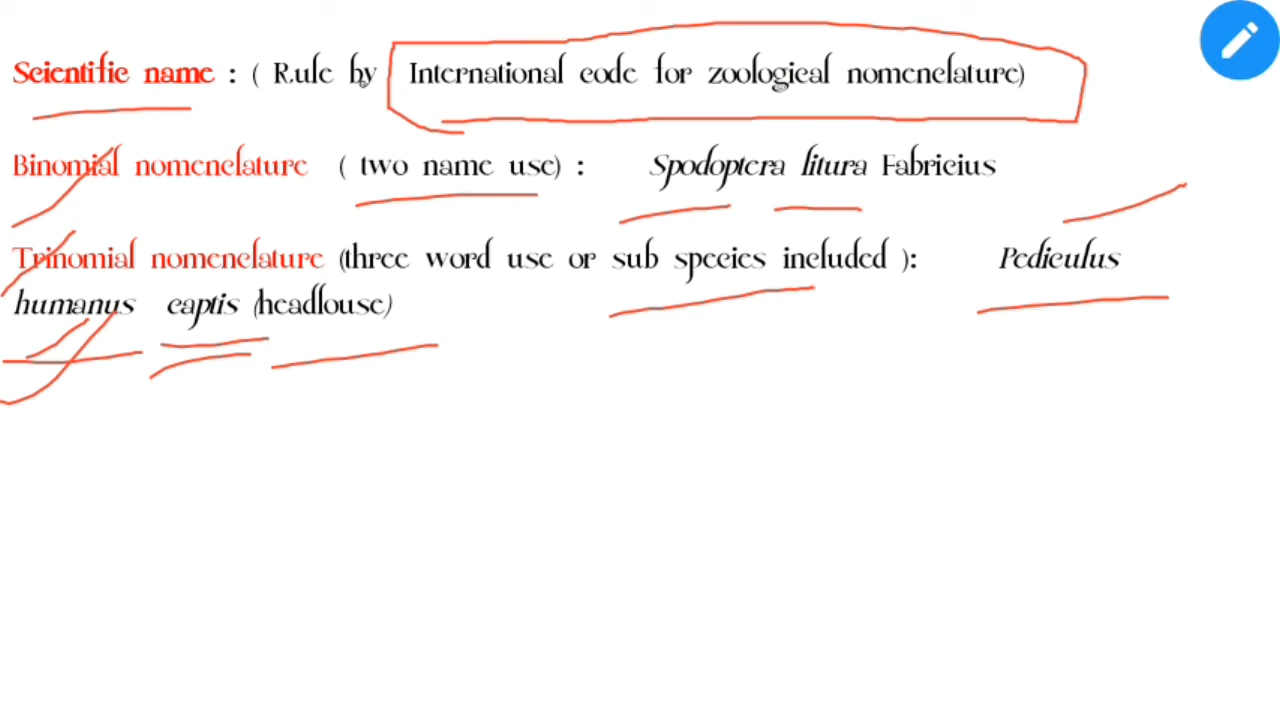 Scientific name : ( Rule by International code for zoological nomenclature)
Binomial nomenclature ( two name use) : Spodoptera litura Fabricius
Trinomial nomenclature (three word use or sub species included ): Pediculus
humanus captis (headlouse)